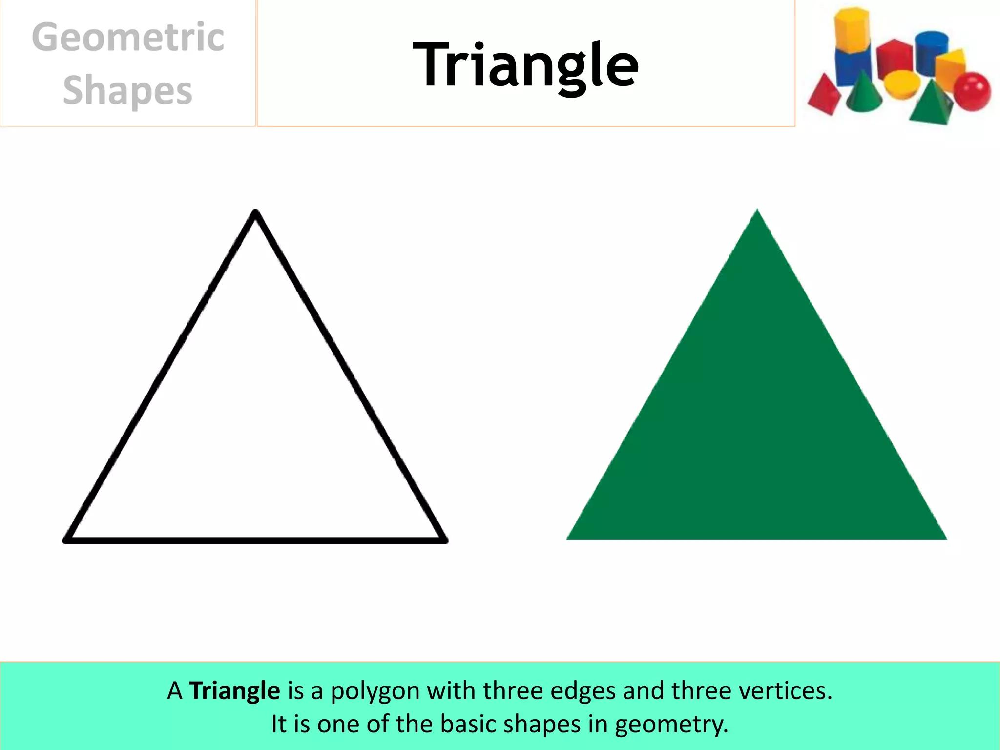 Geometric
Shapes
Triangle
A Triangle is a polygon with three edges and three vertices.
It is one of the basic shapes in geometry.